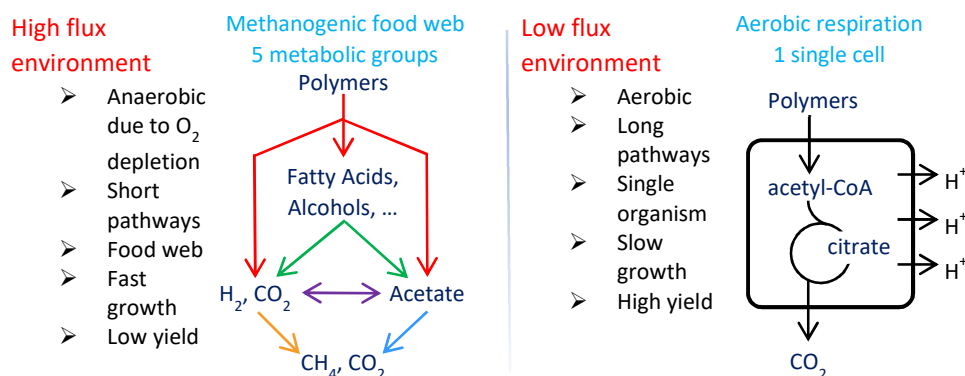 High flux
environment
➢ Anaerobic
due to O2
depletion
➢ Short
pathways
➢ Food web
➢ Fast
growth
➢ Low yield
Methanogenic food web
5 metabolic groups
Polymers
Fatty Acids,
Alcohols, ...
H2, CO2
Acetate
CH4, CO2
Low flux
environment
➢ Aerobic
➢ Long
pathways
➢ Single
organism
➢ Slow
growth
➢ High yield
Aerobic respiration
1 single cell
Polymers
acetyl-CoA
citrate
H+
H+
H+
CO2